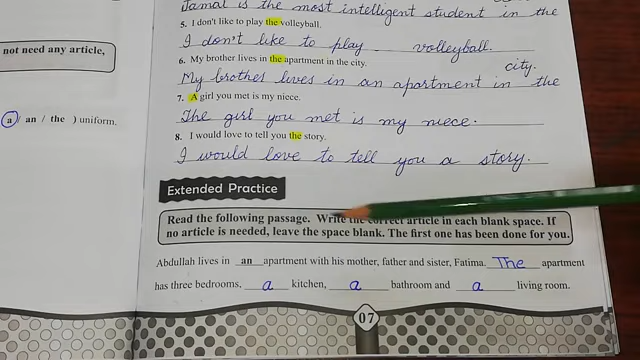 Jamal is the most intelligent student in the
5. I don't like to play the volleyball.
I don't like to play _ volleyball.
6. My brother lives in the apartment in the city.
city.
My brother lives in an apartment in the
not need any article,
7. A girl you met is my niece.
The girl you met is my niece.
a / an / the ) uniform.
8. I would love to tell you the story.
I would love to tell you a story.
Extended Practice
Read the following passage. Write the correct article in each blank space. If
no article is needed, leave the space blank. The first one has been done for you.
Abdullah lives in an apartment with his mother, father and sister, Fatima. The apartment
has three bedrooms, a kitchen, a bathroom and a living room.
07